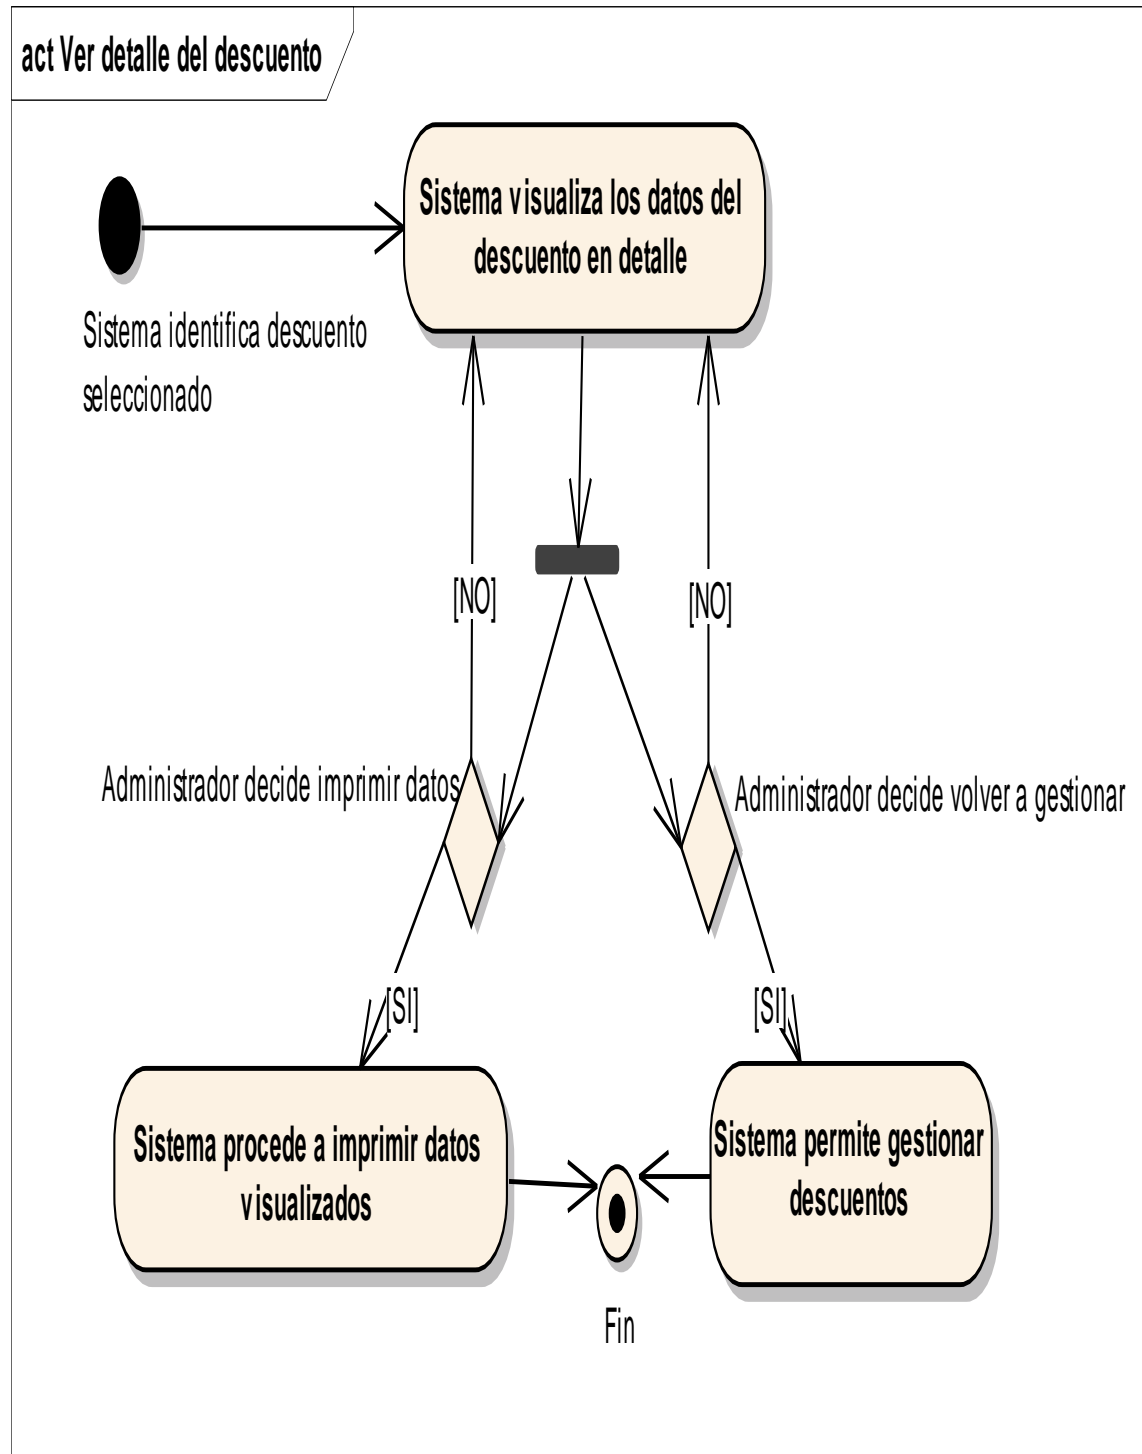 act Ver detalle del descuento
Sistema visualiza los datos del
descuento en detalle
Sistema identifica descuento
seleccionado
[NO]
[NO]
Administrador decide imprimir datos
Administrador decide volver a gestionar
[SI]
[SI]
Sistema procede a imprimir datos
visualizados
Sistema permite gestionar
descuentos
Fin